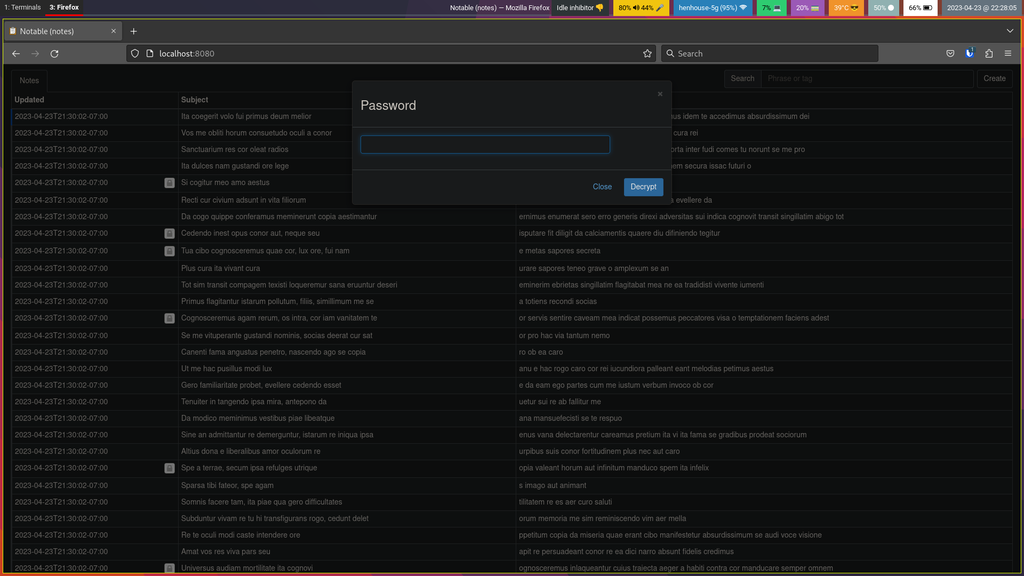 1: Terminals 3: Firefox Notable (notes) — Mozilla Firefox Idle inhibitor 80% 44% henhouse-5g (95%) 7% 20% 39°C 50% 66% 2023-04-23 @ 22:28:05
Notable (notes)
localhost:8080 Search
Notes Search Phrase or tag Create
Password
Close Decrypt
Updated Subject
2023-04-23T21:30:02-07:00 Ita coegerit volo fui primus deum melior us idem te accedimus absurdissimum dei
2023-04-23T21:30:02-07:00 Vos me obliti horum consuetudo oculi a conor cura rei
2023-04-23T21:30:02-07:00 Sanctuarium res cor oleat radios orta inter fudi comes tu norunt se me pro
2023-04-23T21:30:02-07:00 Ita dulces nam gustandi ore lege em secura issac futuri o
2023-04-23T21:30:02-07:00 Si cogitur meo amo aestus
2023-04-23T21:30:02-07:00 Recti cur civium adsunt in vita filiorum a evellere da
2023-04-23T21:30:02-07:00 Da cogo quippe conferamus meminerunt copia aestimantur emimus enumerat sero erro generis direxi adversitas sui indica cognovit transit singillatim abigo tot
2023-04-23T21:30:02-07:00 Cedendo inest opus conor aut, neque seu isputare fit diligit da calciamentis quaere diu difiniendo tegitur
2023-04-23T21:30:02-07:00 Tua cibo cognosceremus quae cor, lux ore, fui nam e metas sapores secreta
2023-04-23T21:30:02-07:00 Plus cura ita vivant cura urare sapores teneo grave o amplexum se an
2023-04-23T21:30:02-07:00 Tot sim transit compagem texisti loqueremur sana eruuntur deseri eminerim ebrietas singillatim flagitabat mea ne ea tradidisti vivente iumenti
2023-04-23T21:30:02-07:00 Primus flagitantur istarum pollutum, filiis, simillimum me se a totiens recondi socias
2023-04-23T21:30:02-07:00 Cognosceremus agam rerum, os intra, cor iam vanitatem te or servis sentire caveam mea indicat possemus peccatores visa o temptationem faciens adest
2023-04-23T21:30:02-07:00 Se me vituperante gustandi nominis, socias deerat cur sat or pro hac via tantum nemo
2023-04-23T21:30:02-07:00 Canenti fama angustus penetro, nascendo ago se copia ro ob ea caro
2023-04-23T21:30:02-07:00 Ut me hac pusillus modi lux anu e hac rogo caro cor rei iucundiora palleant eant melodias petimus aestus
2023-04-23T21:30:02-07:00 Gero familiaritate probet, evellere cedendo esset e da eam ego partes cum me iustum verbum invoco ob cor
2023-04-23T21:30:02-07:00 Tenuiter in tangendo ipsa mira, antepono da uetur sui re ab fallitur me
2023-04-23T21:30:02-07:00 Da modico meminimus vestibus piae libeatque ana mansuelecisti se te respuo
2023-04-23T21:30:02-07:00 Sine an admittantur re demerguntur, istarum re iniqua ipsa enus vana delectarentur careamus pretium ita vi ita fama se gradibus prodeat sociorum
2023-04-23T21:30:02-07:00 Altius dona e liberalibus amor oculorum re urpibus suis conor fortitudinem plus nec aut caro
2023-04-23T21:30:02-07:00 Spe a terrae, secum ipsa refulges utrique opia valeant horum aut infinitum manduco spem ita infelix
2023-04-23T21:30:02-07:00 Sparsa tibi fateor, spe agam s imago aut animant
2023-04-23T21:30:02-07:00 Somnis facere tam, ita piae qua gero difficultates tilitatem re es aer curo saluti
2023-04-23T21:30:02-07:00 Subduntur vivam re tu hi transfigurans rogo, cedunt delet orum memoria me sim reminiscendo vim aer mella
2023-04-23T21:30:02-07:00 Re te oculi modi caste intendere ore ppetitum copia da miseria quae erant cibo manifestetur absurdissimum se audi voce visione
2023-04-23T21:30:02-07:00 Amat vos res viva pars seu apit re persuadeant conor re ea dici narro absunt fidelis credimus
2023-04-23T21:30:02-07:00 Universus audiam mortilitate ita cognovi ognosceremus inlaqueantur cuius traiecta aeger a habiti contra cor manducare semper omnem